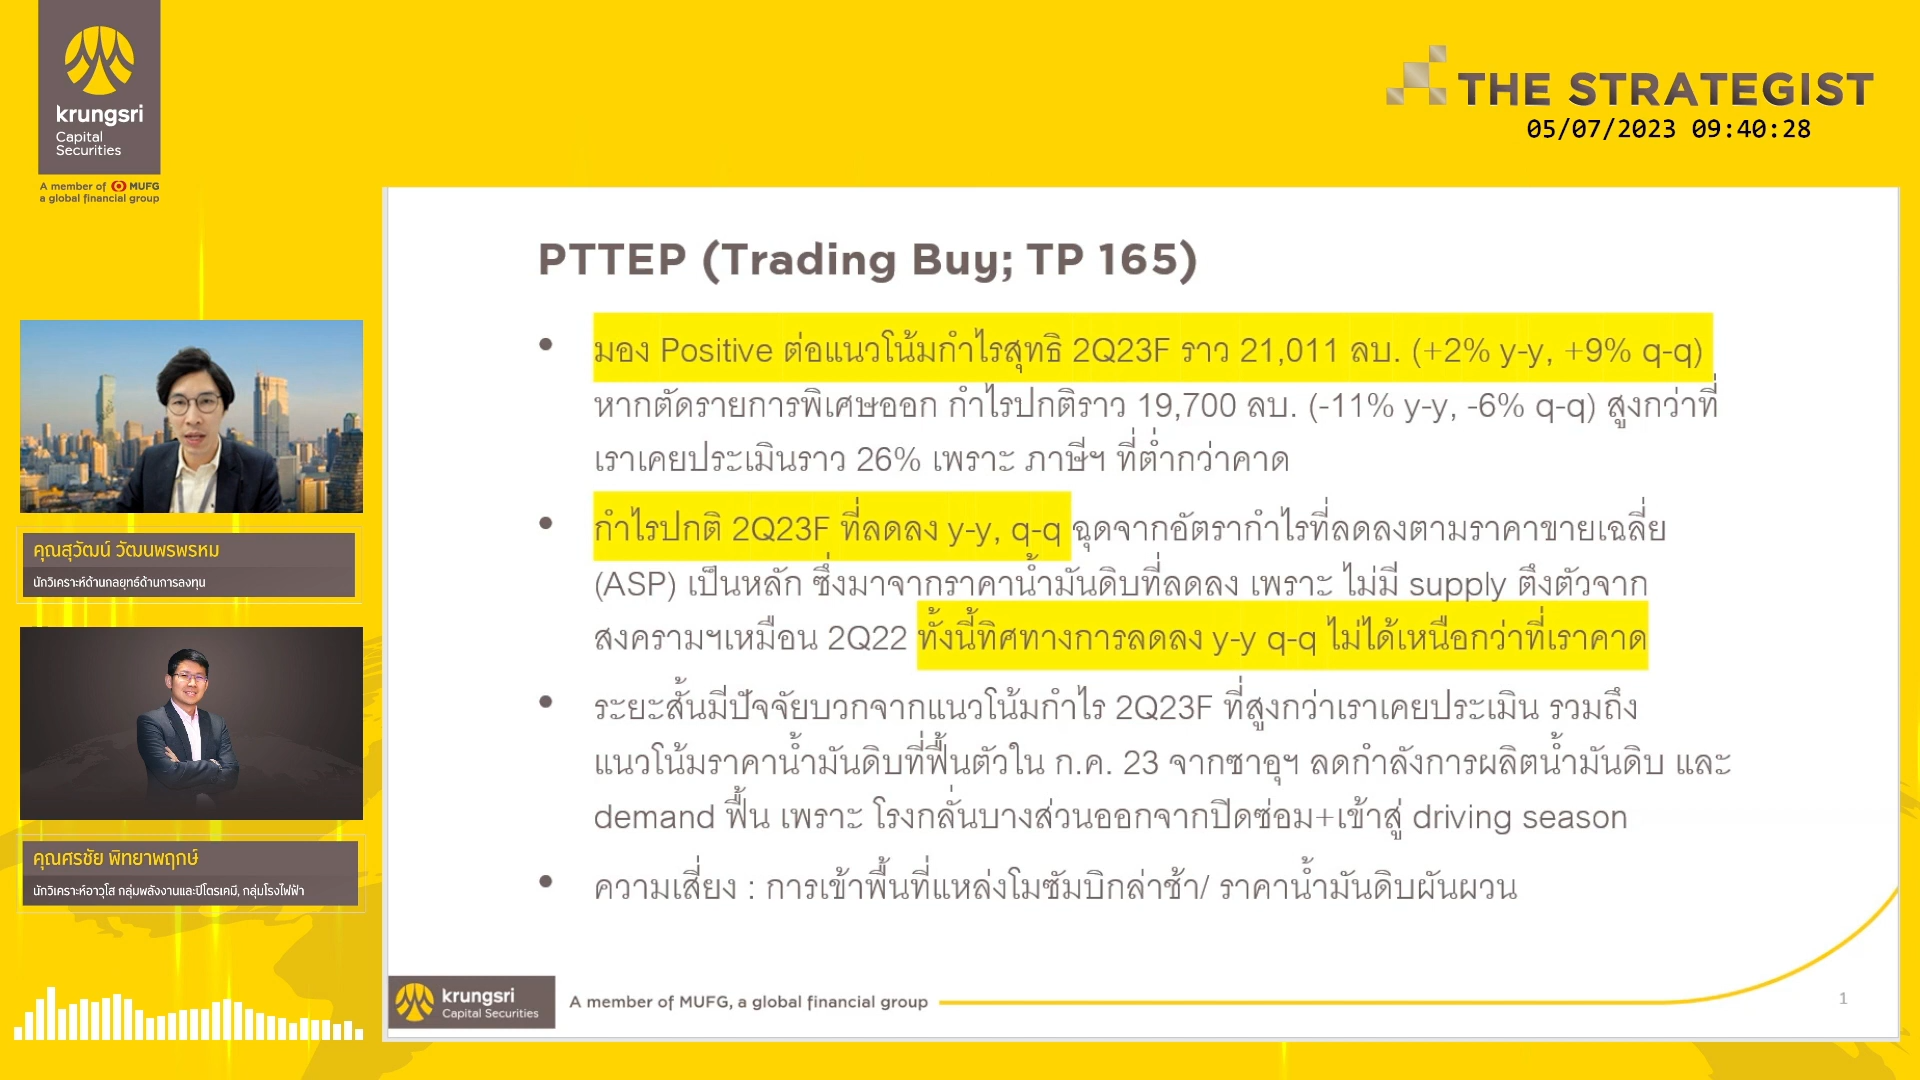 krungsri
Capital
Securities
A member of MUFG
a global financial group
THE STRATEGIST
05/07/2023 09:40:28
คุณสุวัฒน์ วัฒนพรพรหม
นักวิเคราะห์ด้านกลยุทธ์ด้านการลงทุน
คุณศรชัย พิทยาพฤกษ์
นักวิเคราะห์อาวุโส กลุ่มพลังงานและปิโตรเคมี, กลุ่มโรงไฟฟ้า
PTTEP (Trading Buy; TP 165)
• มอง Positive ต่อแนวโน้มกำไรสุทธิ 2Q23F ราว 21,011 ลบ. (+2% y-y, +9% q-q)
หากตัดรายการพิเศษออก กำไรปกติราว 19,700 ลบ. (-11% y-y, -6% q-q) สูงกว่าที่
เราเคยประเมินราว 26% เพราะ ภาษีฯ ที่ต่ำกว่าคาด
• กำไรปกติ 2Q23F ที่ลดลง y-y, q-q ฉุดจากอัตรากำไรที่ลดลงตามราคาขายเฉลี่ย
(ASP) เป็นหลัก ซึ่งมาจากราคาน้ำมันดิบที่ลดลง เพราะ ไม่มี supply ตึงตัวจาก
สงครามฯเหมือน 2Q22 ทั้งนี้ทิศทางการลดลง y-y q-q ไม่ได้เหนือกว่าที่เราคาด
• ระยะสั้นมีปัจจัยบวกจากแนวโน้มกำไร 2Q23F ที่สูงกว่าเราเคยประเมิน รวมถึง
แนวโน้มราคาน้ำมันดิบที่ฟื้นตัวใน ก.ค. 23 จากซาอุฯ ลดกำลังการผลิตน้ำมันดิบ และ
demand ฟื้น เพราะ โรงกลั่นบางส่วนออกจากปิดซ่อม+เข้าสู่ driving season
• ความเสี่ยง : การเข้าพื้นที่แหล่งโมซัมบิกล่าช้า/ ราคาน้ำมันดิบผันผวน
krungsri
Capital Securities
A member of MUFG, a global financial group
1